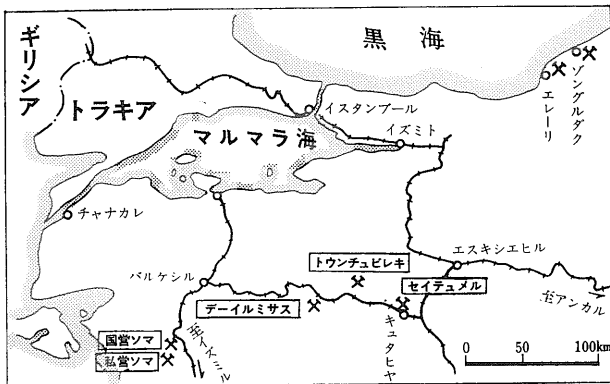 ギリシア
トラキア
黒海
ゾングルダク
エレーリ
イスタンブール
マルマラ海
イズミト
チャナカレ
エスキシエヒル
トウンチュビレキ
バルケシル
セイテュメル
デーイルミサス
至アンカル
国営ソマ
私営ソマ
至イズミル
キュタヒヤ
0 50 100km